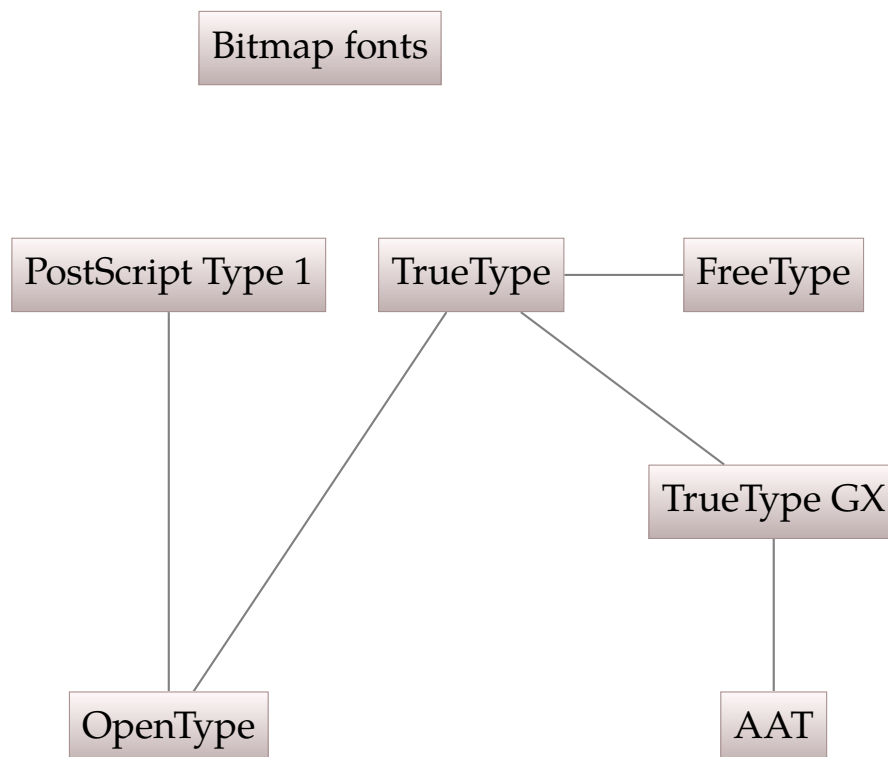 Bitmap fonts
PostScript Type 1
TrueType
FreeType
TrueType GX
OpenType
AAT